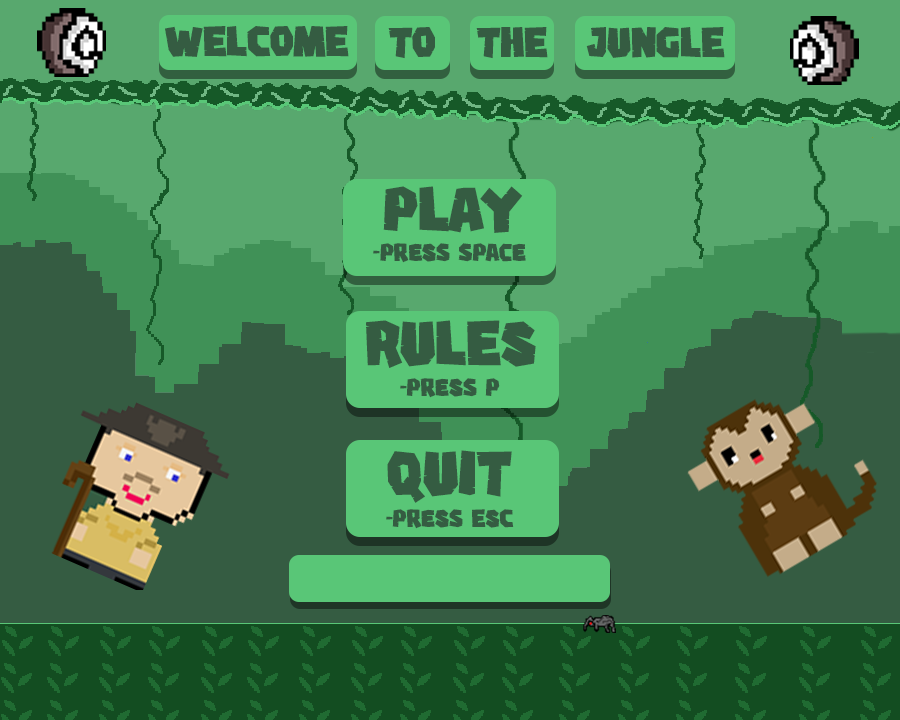 WELCOME TO THE JUNGLE
PLAY
-PRESS SPACE
RULES
-PRESS P
QUIT
-PRESS ESC